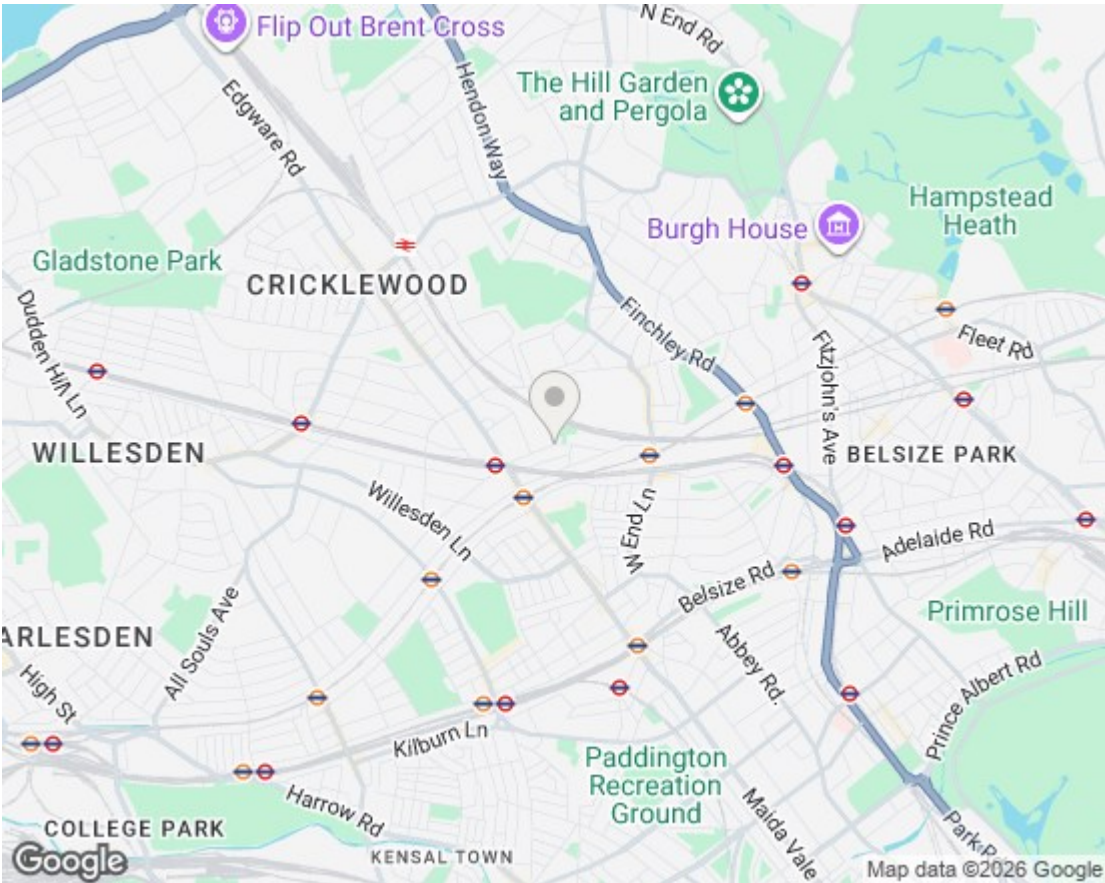 Flip Out Brent Cross
N End Rd
The Hill Garden
and Pergola
Hendon Way
Edgware Rd
Hampstead
Heath
Burgh House
Gladstone Park
CRICKLEWOOD
Finchley Rd
Fleet Rd
Dudden Hill Ln
Fitzjohn's Ave
WILLESDEN
BELSIZE PARK
Willesden Ln
W End Ln
Adelaide Rd
Belsize Rd
Primrose Hill
ARLESDEN
All Souls Ave
Abbey Rd.
High St
Prince Albert Rd
Kilburn Ln
Paddington
Recreation
Ground
Harrow Rd
Maida Vale
COLLEGE PARK
Park
KENSAL TOWN
Google
Map data ©2026 Google